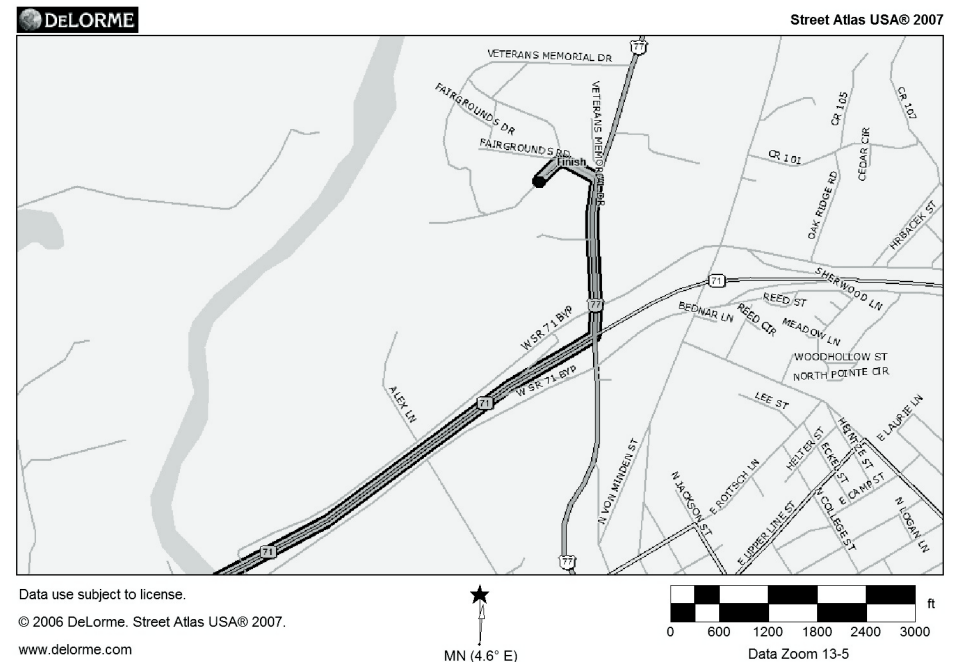 DELORME
Street Atlas USA® 2007
77
VETERANS MEMORIAL DR
VETERANS MEMORIAL DR
FAIRGROUNDS DR
FAIRGROUNDS RD
Finish
CR 105
CR 107
CR 101
CEDAR CIR
OAK RIDGE RD
HRBACEK ST
71
SHERWOOD LN
77
BEDNAR LN
REED ST
REED CIR
MEADOW LN
W SR 71 BYP
W SR 71 BYP
WOODHOLLOW ST
NORTH POINTE CIR
71
ALEX LN
LEE ST
HEINTZE ST
E LAURIE LN
HELTER ST
ECKEL ST
E CAMP ST
N VON MINDEN ST
N JACKSON ST
E ROITSCH LN
E UPPER LINE ST
N COLLEGE ST
N LOGAN LN
71
77
Data use subject to license.
© 2006 DeLorme. Street Atlas USA® 2007.
www.delorme.com
MN (4.6° E)
ft
0 600 1200 1800 2400 3000
Data Zoom 13-5